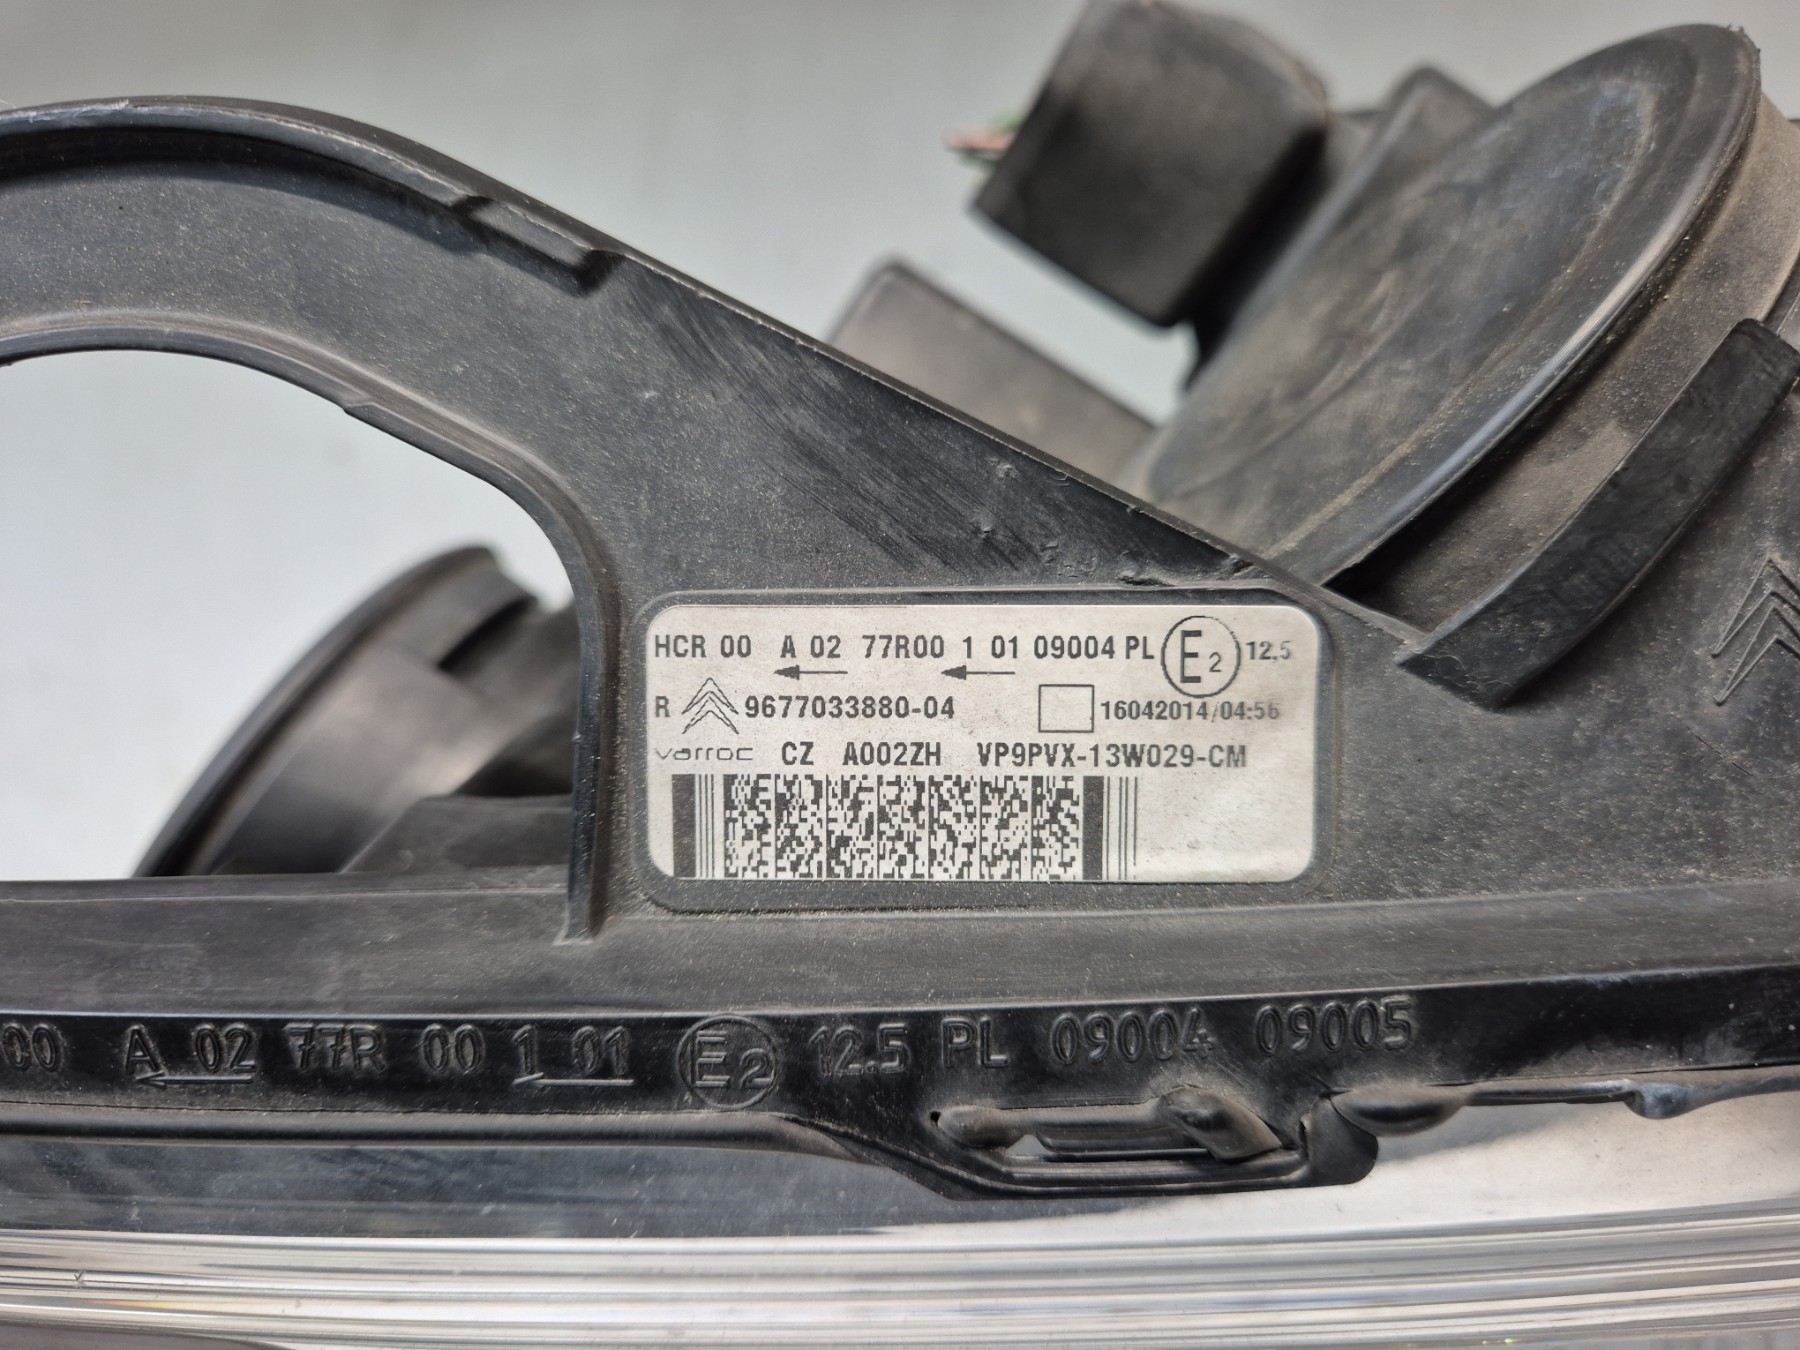 HCR 00 A 02 77R00 1 01 09004 PL E2 12,5
R 9677033880-04 16042014/04:56
varroc CZ A002ZH VP9PVX-13W029-CM
00 A 02 77R 00 1 01 E2 12.5 PL 09004 09005